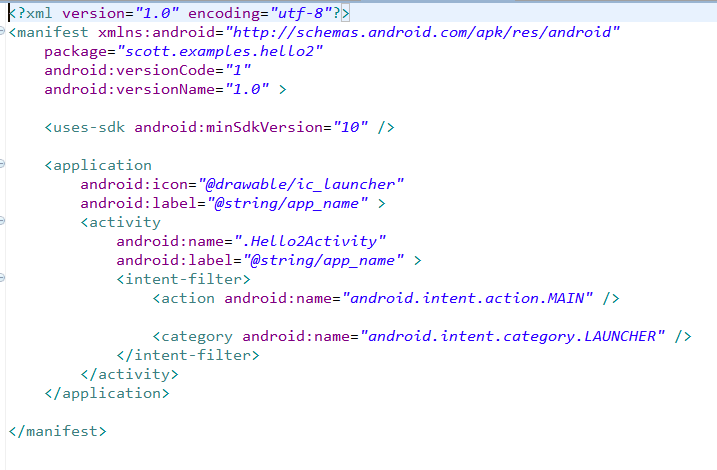 <?xml version="1.0" encoding="utf-8"?>
<manifest xmlns:android="http://schemas.android.com/apk/res/android"
    package="scott.examples.hello2"
    android:versionCode="1"
    android:versionName="1.0" >

    <uses-sdk android:minSdkVersion="10" />

    <application
        android:icon="@drawable/ic_launcher"
        android:label="@string/app_name" >
        <activity
            android:name=".Hello2Activity"
            android:label="@string/app_name" >
            <intent-filter>
                <action android:name="android.intent.action.MAIN" />

                <category android:name="android.intent.category.LAUNCHER" />
            </intent-filter>
        </activity>
    </application>

</manifest>